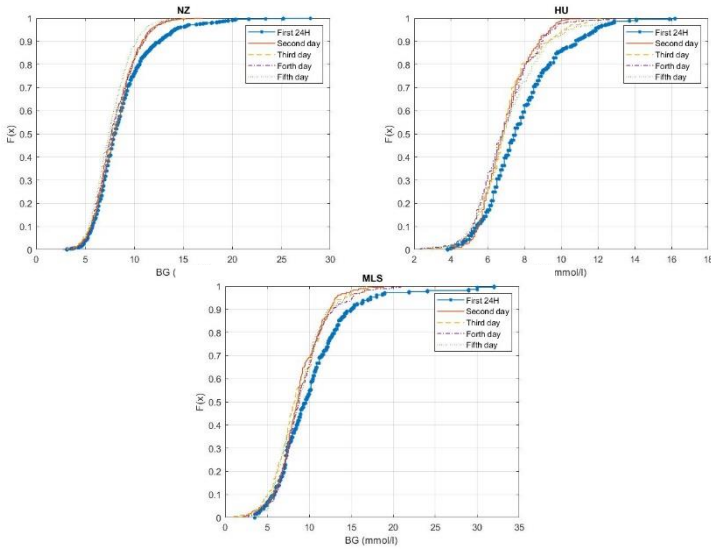 NZ
1
0.9
0.8
0.7
0.6
0.5
0.4
0.3
0.2
0.1
0
F(x)
First 24H
Second day
Third day
Forth day
Fifth day
0 5 10 15 20 25 30
BG (
HU
1
0.9
0.8
0.7
0.6
0.5
0.4
0.3
0.2
0.1
0
F(x)
First 24H
Second day
Third day
Forth day
Fifth day
2 4 6 8 10 12 14 16 18
mmol/l)
MLS
1
0.9
0.8
0.7
0.6
0.5
0.4
0.3
0.2
0.1
0
F(x)
First 24H
Second day
Third day
Forth day
Fifth day
0 5 10 15 20 25 30 35
BG (mmol/l)